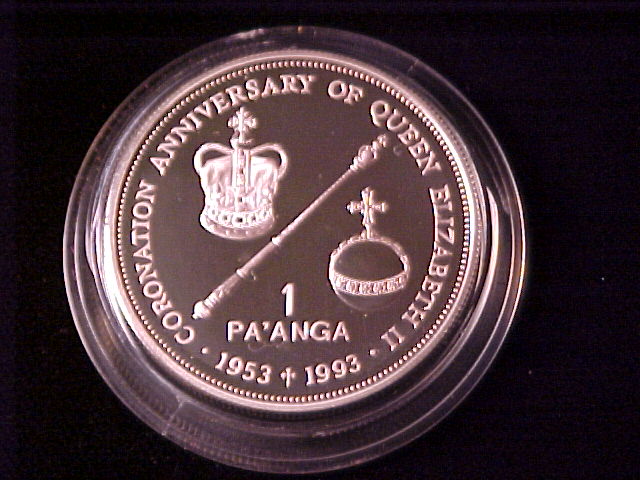 CORONATION ANNIVERSARY OF QUEEN ELIZABETH II
1
PA'ANGA
· 1953 † 1993 ·